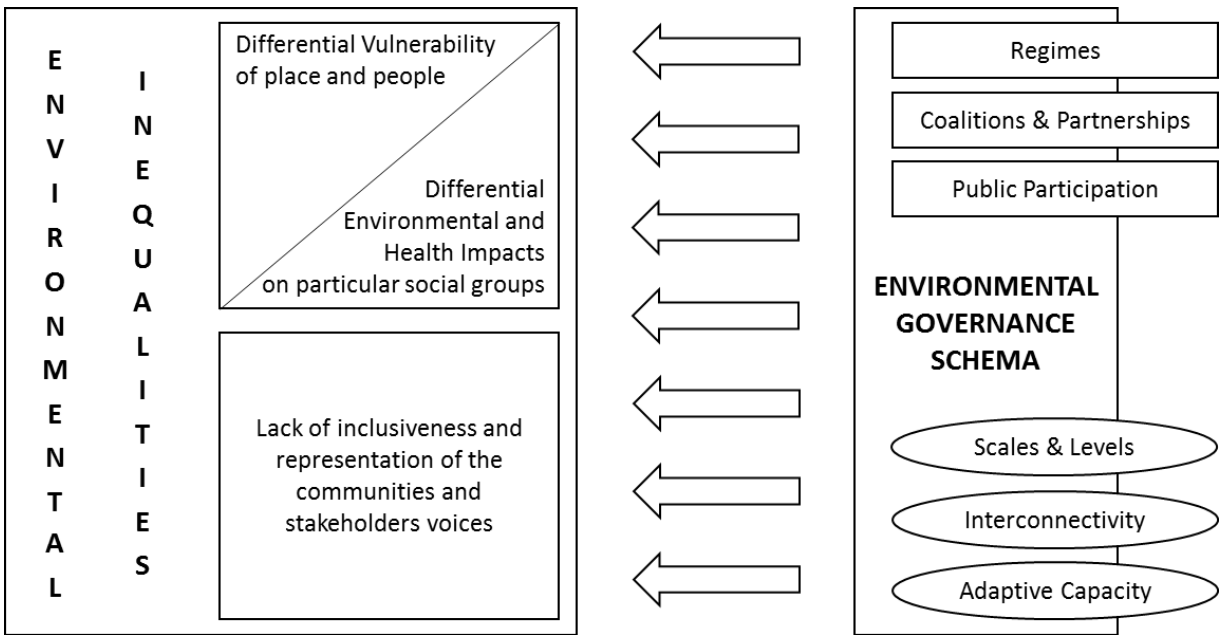 ENVIRONMENTAL
INEQUALITIES
Differential Vulnerability
of place and people
Differential
Environmental and
Health Impacts
on particular social groups
Lack of inclusiveness and
representation of the
communities and
stakeholders voices
Regimes
Coalitions & Partnerships
Public Participation
ENVIRONMENTAL
GOVERNANCE
SCHEMA
Scales & Levels
Interconnectivity
Adaptive Capacity